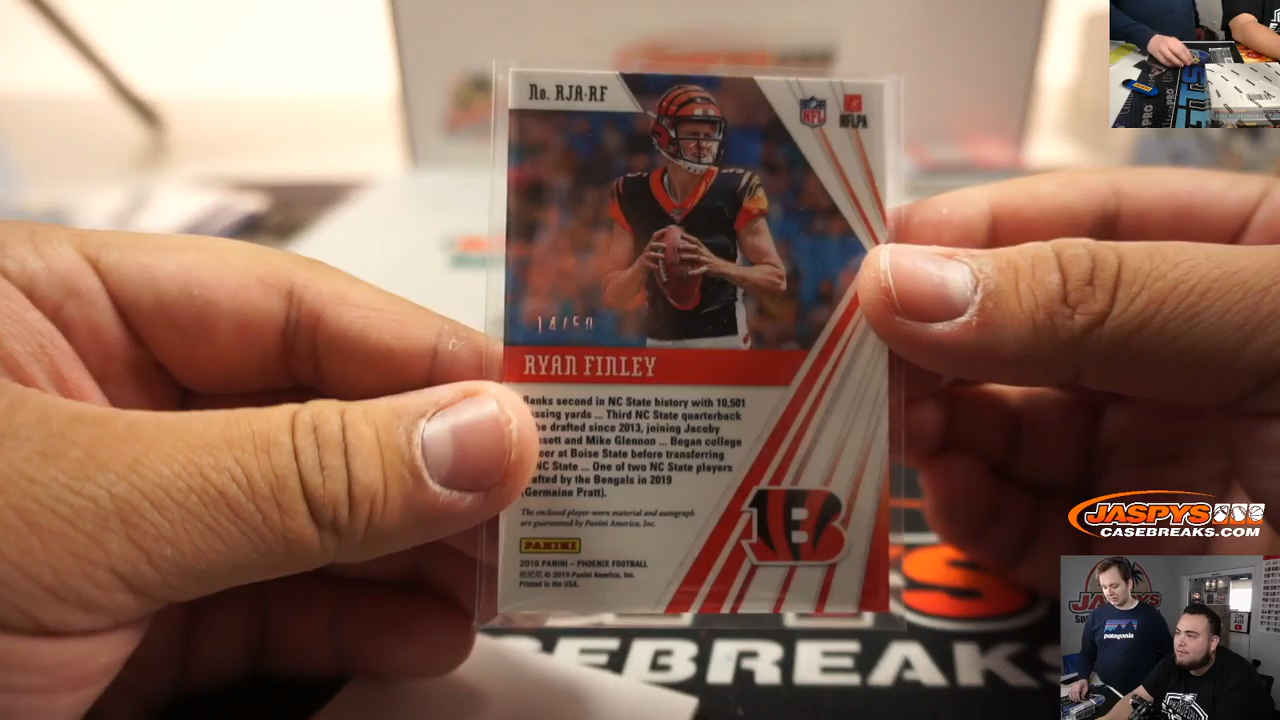 No. RJA-RF
NFL
NFLPA
14/50
RYAN FINLEY
Ranks second in NC State history with 10,501
passing yards ... Third NC State quarterback
be drafted since 2013, joining Jacoby
and Mike Glennon ... Began college
at Boise State before transferring
NC State ... One of two NC State players
drafted by the Bengals in 2019
(Germaine Pratt).
The enclosed player-worn material and autograph
are guaranteed by Panini America, Inc.
PANINI
2019 PANINI – PHOENIX FOOTBALL
© 2019 Panini America, Inc.
Printed in the USA.
B
CASEBREAKS
JASPYS
CASEBREAKS.COM
JASPYS
patagonia
ON AIR